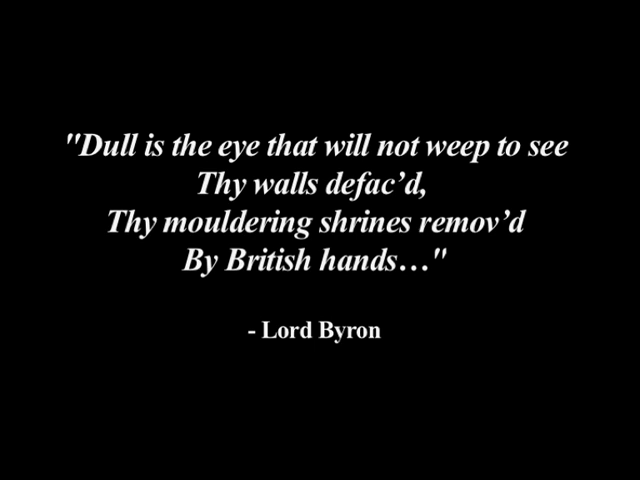 "Dull is the eye that will not weep to see
Thy walls defac’d,
Thy mouldering shrines remov’d
By British hands…"
- Lord Byron